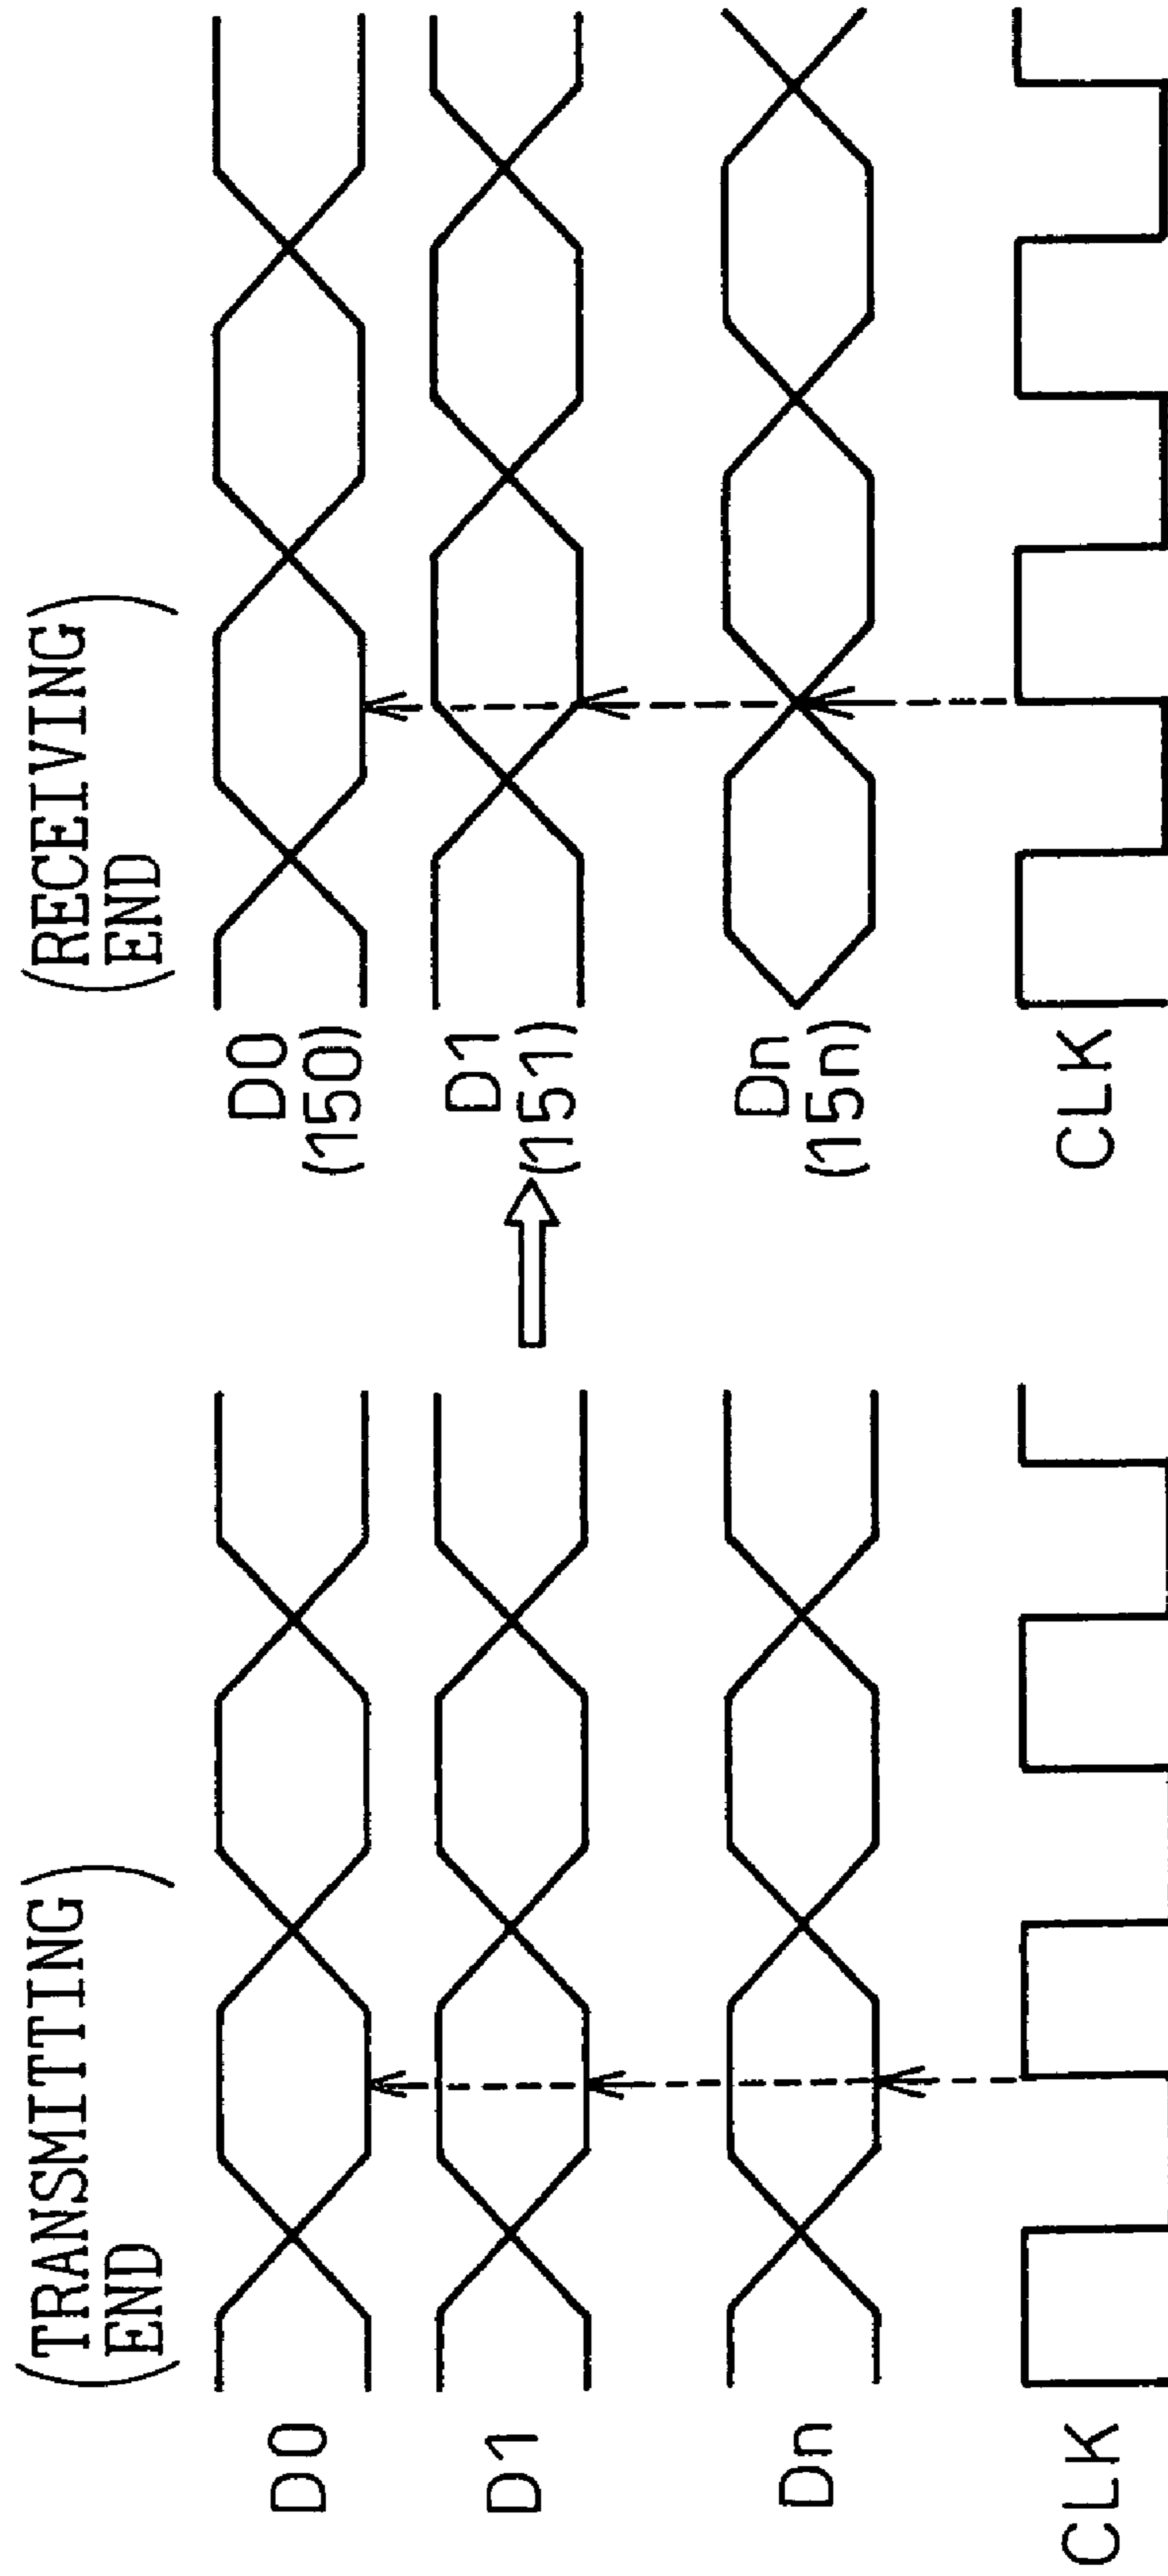 (TRANSMITTING
END)
D0
D1
Dn
CLK
(RECEIVING
END)
D0
(150)
D1
(151)
Dn
(15n)
CLK